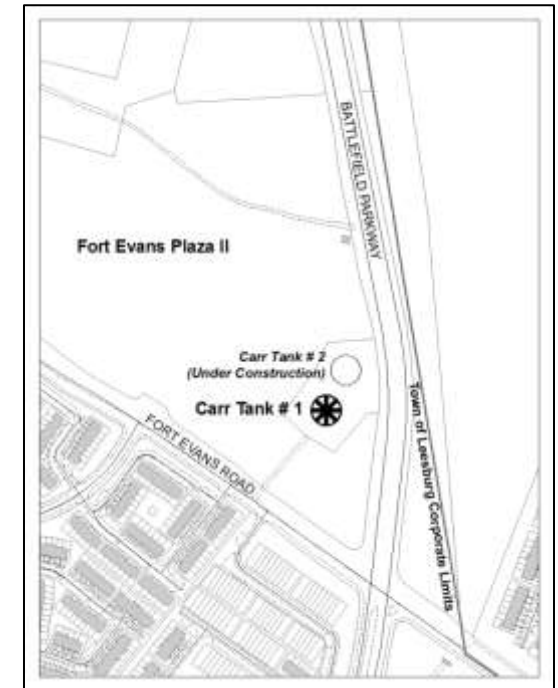 BATTLEFIELD PARKWAY
Fort Evans Plaza II
Carr Tank # 2
(Under Construction)
Carr Tank # 1
FORT EVANS ROAD
Town of Leesburg Corporate Limits